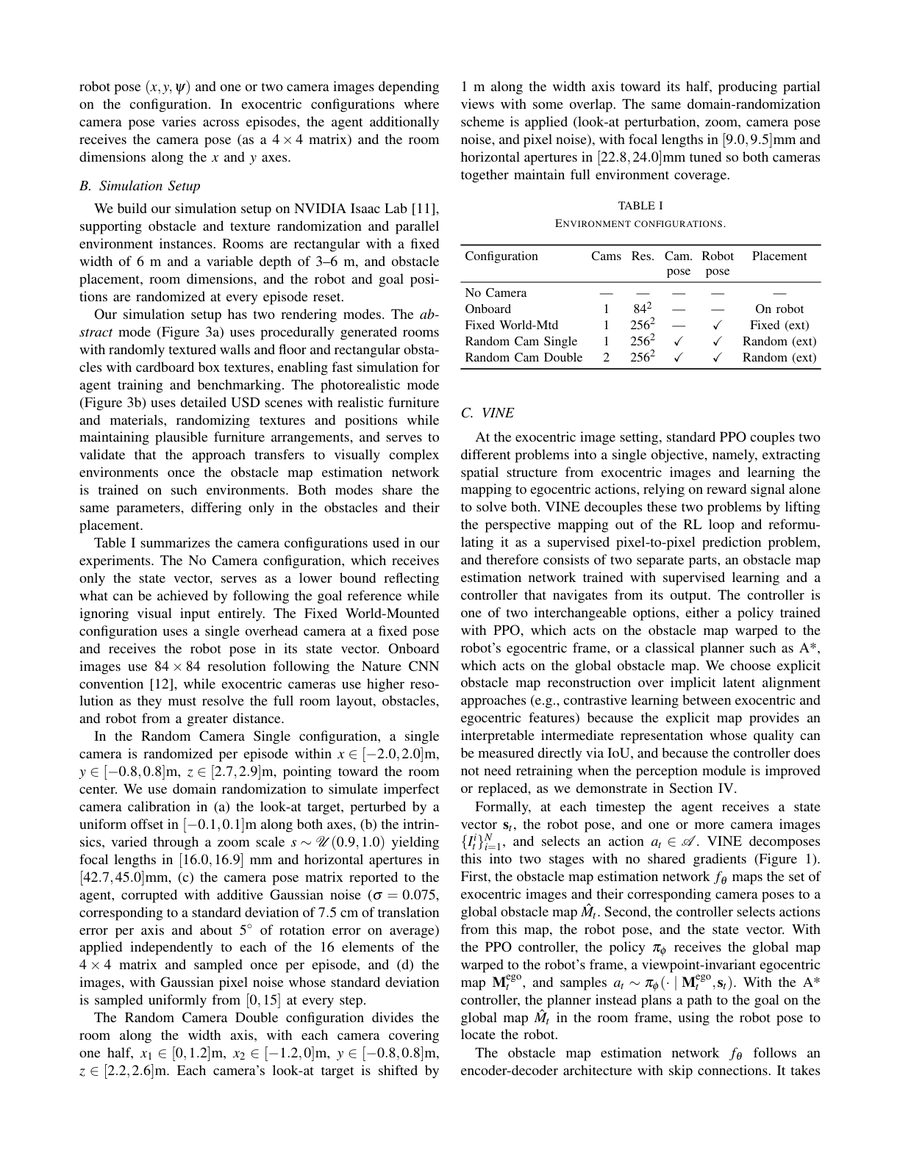 robot pose (x, y, ψ) and one or two camera images depending
on the configuration. In exocentric configurations where
camera pose varies across episodes, the agent additionally
receives the camera pose (as a 4 × 4 matrix) and the room
dimensions along the x and y axes.
B. Simulation Setup
We build our simulation setup on NVIDIA Isaac Lab [11],
supporting obstacle and texture randomization and parallel
environment instances. Rooms are rectangular with a fixed
width of 6 m and a variable depth of 3–6 m, and obstacle
placement, room dimensions, and the robot and goal posi-
tions are randomized at every episode reset.
Our simulation setup has two rendering modes. The ab-
stract mode (Figure 3a) uses procedurally generated rooms
with randomly textured walls and floor and rectangular obsta-
cles with cardboard box textures, enabling fast simulation for
agent training and benchmarking. The photorealistic mode
(Figure 3b) uses detailed USD scenes with realistic furniture
and materials, randomizing textures and positions while
maintaining plausible furniture arrangements, and serves to
validate that the approach transfers to visually complex
environments once the obstacle map estimation network
is trained on such environments. Both modes share the
same parameters, differing only in the obstacles and their
placement.
Table I summarizes the camera configurations used in our
experiments. The No Camera configuration, which receives
only the state vector, serves as a lower bound reflecting
what can be achieved by following the goal reference while
ignoring visual input entirely. The Fixed World-Mounted
configuration uses a single overhead camera at a fixed pose
and receives the robot pose in its state vector. Onboard
images use 84 × 84 resolution following the Nature CNN
convention [12], while exocentric cameras use higher reso-
lution as they must resolve the full room layout, obstacles,
and robot from a greater distance.
In the Random Camera Single configuration, a single
camera is randomized per episode within x ∈ [−2.0, 2.0]m,
y ∈ [−0.8, 0.8]m, z ∈ [2.7, 2.9]m, pointing toward the room
center. We use domain randomization to simulate imperfect
camera calibration in (a) the look-at target, perturbed by a
uniform offset in [−0.1, 0.1]m along both axes, (b) the intrin-
sics, varied through a zoom scale s ∼ 𝒰(0.9, 1.0) yielding
focal lengths in [16.0, 16.9] mm and horizontal apertures in
[42.7, 45.0]mm, (c) the camera pose matrix reported to the
agent, corrupted with additive Gaussian noise (σ = 0.075,
corresponding to a standard deviation of 7.5 cm of translation
error per axis and about 5° of rotation error on average)
applied independently to each of the 16 elements of the
4 × 4 matrix and sampled once per episode, and (d) the
images, with Gaussian pixel noise whose standard deviation
is sampled uniformly from [0, 15] at every step.
The Random Camera Double configuration divides the
room along the width axis, with each camera covering
one half, x₁ ∈ [0, 1.2]m, x₂ ∈ [−1.2, 0]m, y ∈ [−0.8, 0.8]m,
z ∈ [2.2, 2.6]m. Each camera's look-at target is shifted by
1 m along the width axis toward its half, producing partial
views with some overlap. The same domain-randomization
scheme is applied (look-at perturbation, zoom, camera pose
noise, and pixel noise), with focal lengths in [9.0, 9.5]mm and
horizontal apertures in [22.8, 24.0]mm tuned so both cameras
together maintain full environment coverage.
TABLE I
ENVIRONMENT CONFIGURATIONS.
Configuration Cams Res. Cam. pose Robot pose Placement
No Camera — — — — —
Onboard 1 84² — — On robot
Fixed World-Mtd 1 256² — ✓ Fixed (ext)
Random Cam Single 1 256² ✓ ✓ Random (ext)
Random Cam Double 2 256² ✓ ✓ Random (ext)
C. VINE
At the exocentric image setting, standard PPO couples two
different problems into a single objective, namely, extracting
spatial structure from exocentric images and learning the
mapping to egocentric actions, relying on reward signal alone
to solve both. VINE decouples these two problems by lifting
the perspective mapping out of the RL loop and reformu-
lating it as a supervised pixel-to-pixel prediction problem,
and therefore consists of two separate parts, an obstacle map
estimation network trained with supervised learning and a
controller that navigates from its output. The controller is
one of two interchangeable options, either a policy trained
with PPO, which acts on the obstacle map warped to the
robot's egocentric frame, or a classical planner such as A*,
which acts on the global obstacle map. We choose explicit
obstacle map reconstruction over implicit latent alignment
approaches (e.g., contrastive learning between exocentric and
egocentric features) because the explicit map provides an
interpretable intermediate representation whose quality can
be measured directly via IoU, and because the controller does
not need retraining when the perception module is improved
or replaced, as we demonstrate in Section IV.
Formally, at each timestep the agent receives a state
vector sₜ, the robot pose, and one or more camera images
{Iₜⁱ}ᴺᵢ₌₁, and selects an action aₜ ∈ 𝒜. VINE decomposes
this into two stages with no shared gradients (Figure 1).
First, the obstacle map estimation network f_θ maps the set of
exocentric images and their corresponding camera poses to a
global obstacle map M̂ₜ. Second, the controller selects actions
from this map, the robot pose, and the state vector. With
the PPO controller, the policy π_ϕ receives the global map
warped to the robot's frame, a viewpoint-invariant egocentric
map Mₜ^ego, and samples aₜ ∼ π_ϕ(· | Mₜ^ego, sₜ). With the A*
controller, the planner instead plans a path to the goal on the
global map M̂ₜ in the room frame, using the robot pose to
locate the robot.
The obstacle map estimation network f_θ follows an
encoder-decoder architecture with skip connections. It takes